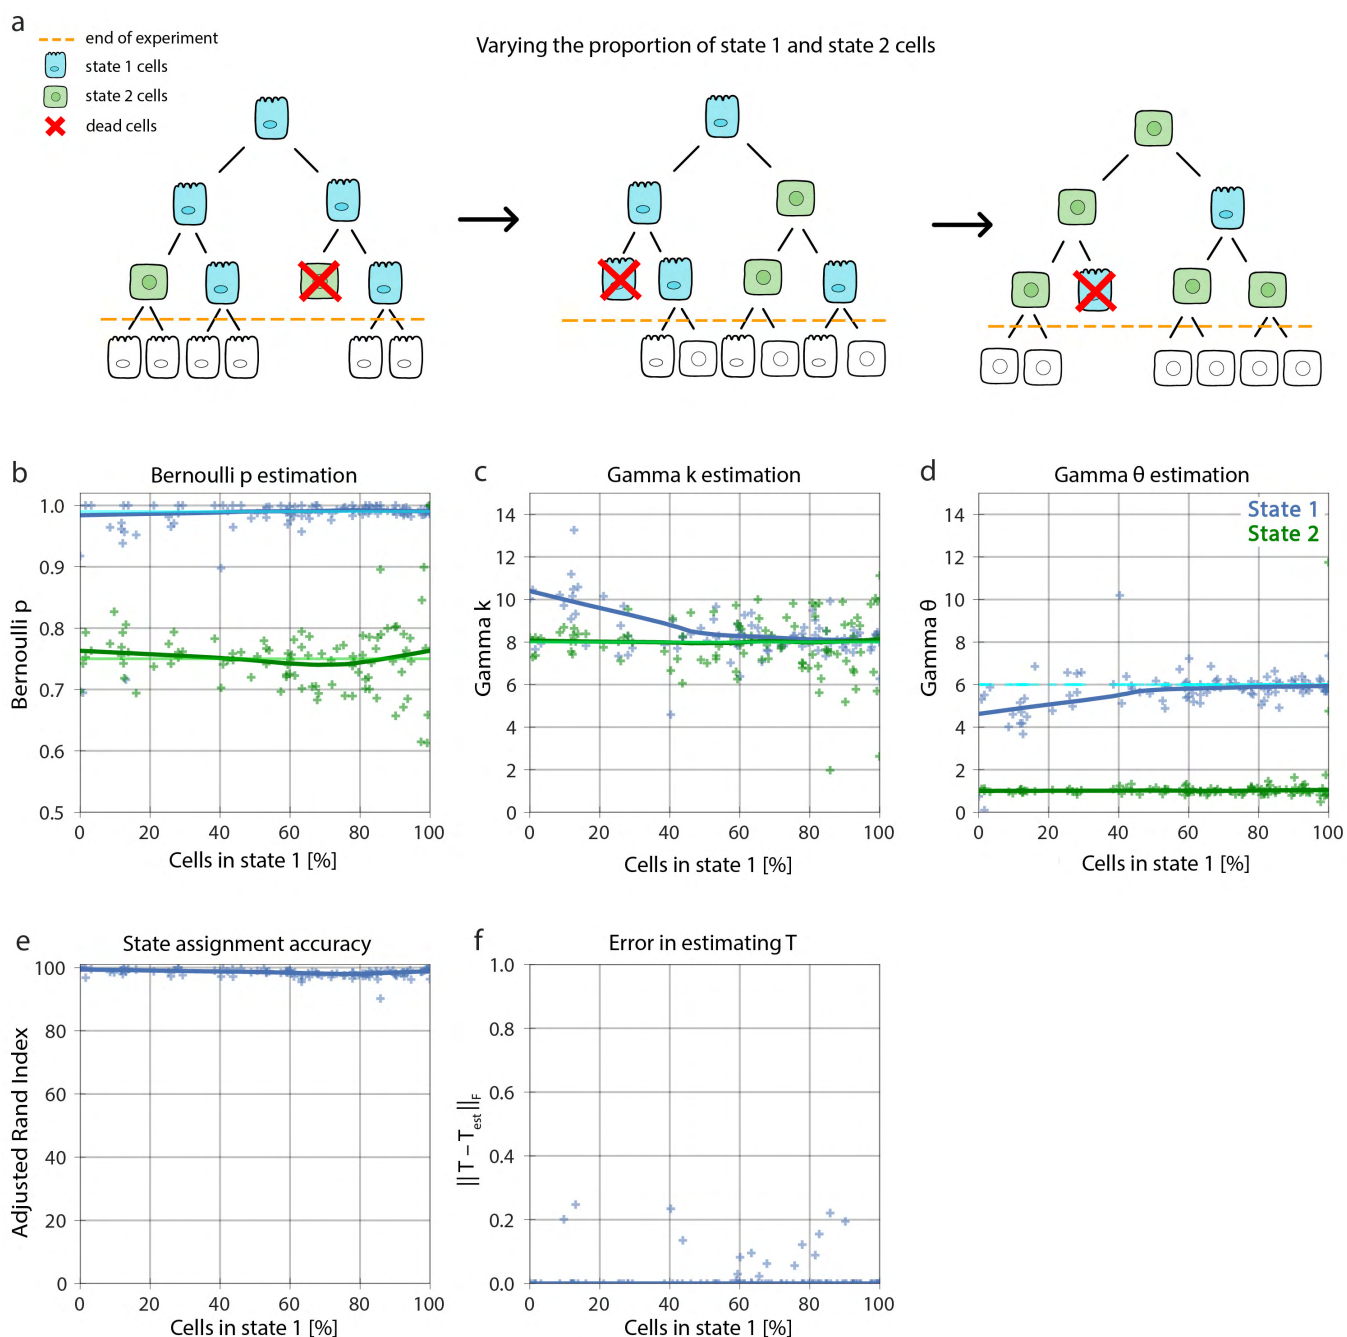 a
end of experiment
state 1 cells
state 2 cells
dead cells
Varying the proportion of state 1 and state 2 cells
b
Bernoulli p estimation
Bernoulli p
1.0
0.9
0.8
0.7
0.6
0.5
0 20 40 60 80 100
Cells in state 1 [%]
c
Gamma k estimation
Gamma k
14
12
10
8
6
4
2
0
0 20 40 60 80 100
Cells in state 1 [%]
d
Gamma θ estimation
State 1
State 2
Gamma θ
14
12
10
8
6
4
2
0
0 20 40 60 80 100
Cells in state 1 [%]
e
State assignment accuracy
Adjusted Rand Index
100
80
60
40
20
0
0 20 40 60 80 100
Cells in state 1 [%]
f
Error in estimating T
||T − T_est||_F
1.0
0.8
0.6
0.4
0.2
0.0
0 20 40 60 80 100
Cells in state 1 [%]